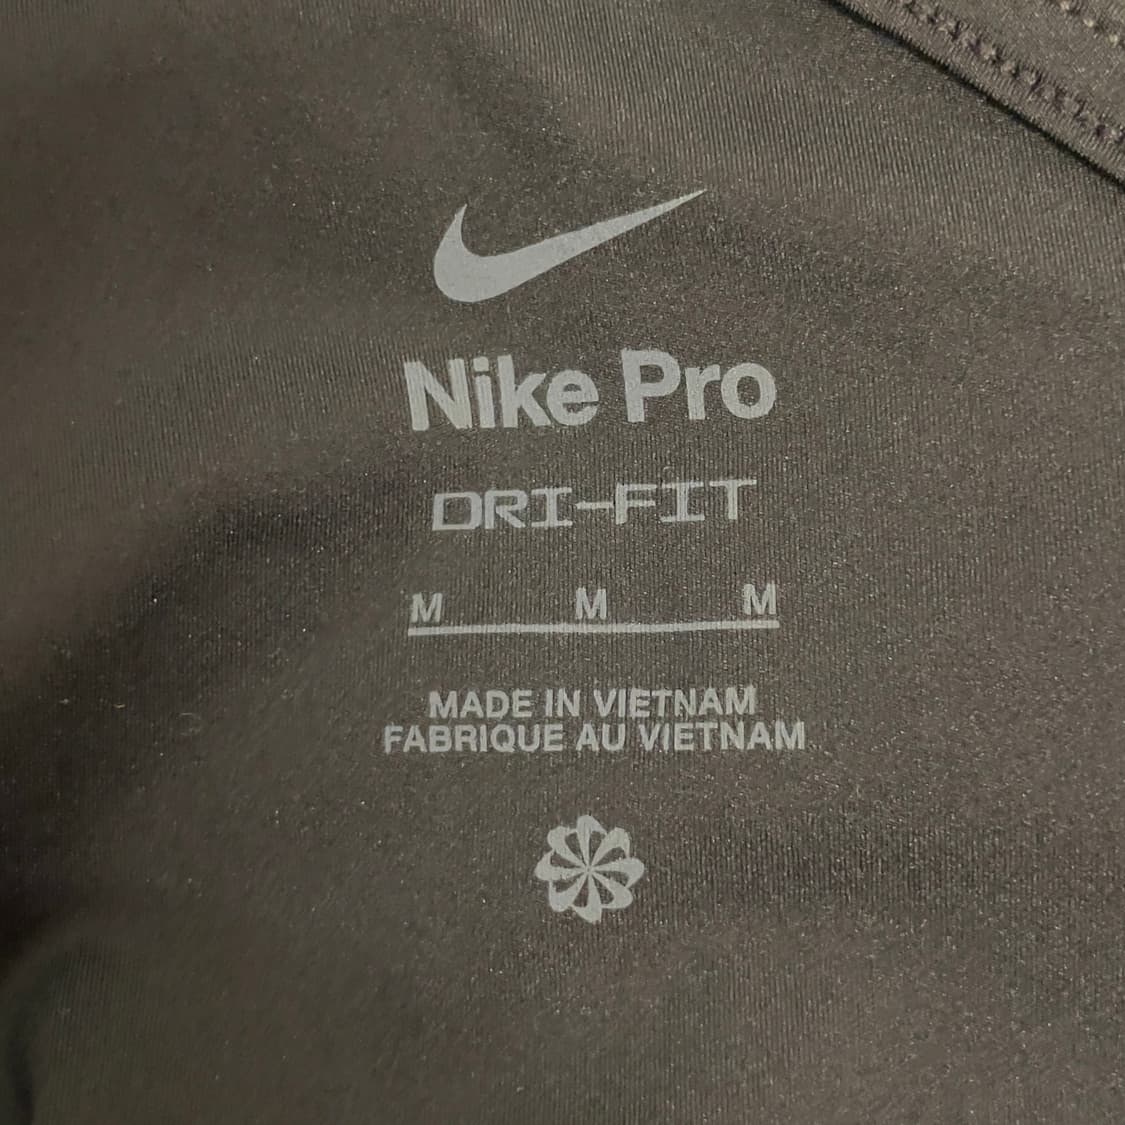 Nike Pro
DRI-FIT
M M M
MADE IN VIETNAM
FABRIQUE AU VIETNAM